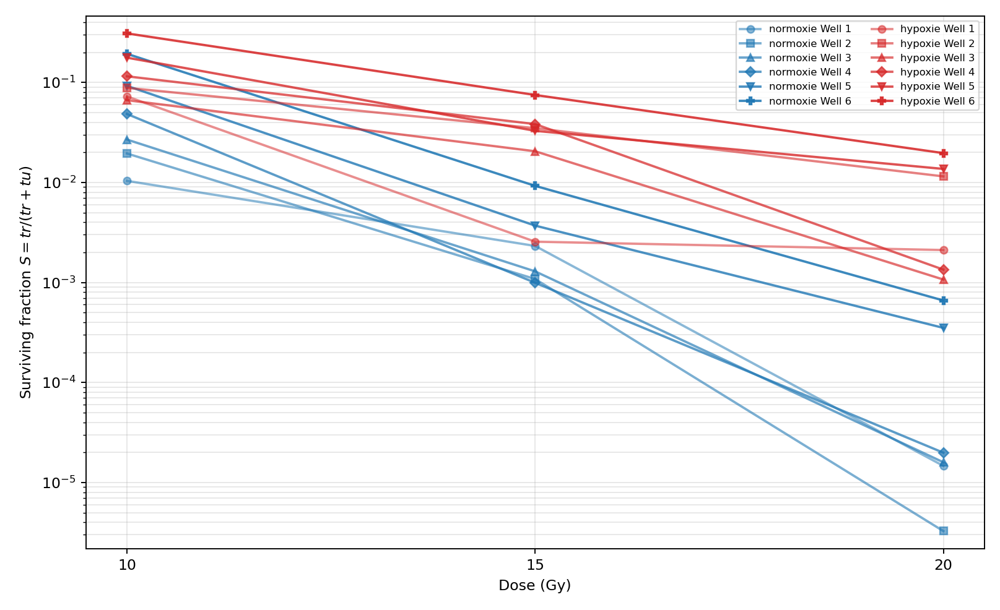 normoxie Well 1
normoxie Well 2
normoxie Well 3
normoxie Well 4
normoxie Well 5
normoxie Well 6
hypoxie Well 1
hypoxie Well 2
hypoxie Well 3
hypoxie Well 4
hypoxie Well 5
hypoxie Well 6
Surviving fraction S = tr/(tr + tu)
10⁻¹
10⁻²
10⁻³
10⁻⁴
10⁻⁵
10 15 20
Dose (Gy)